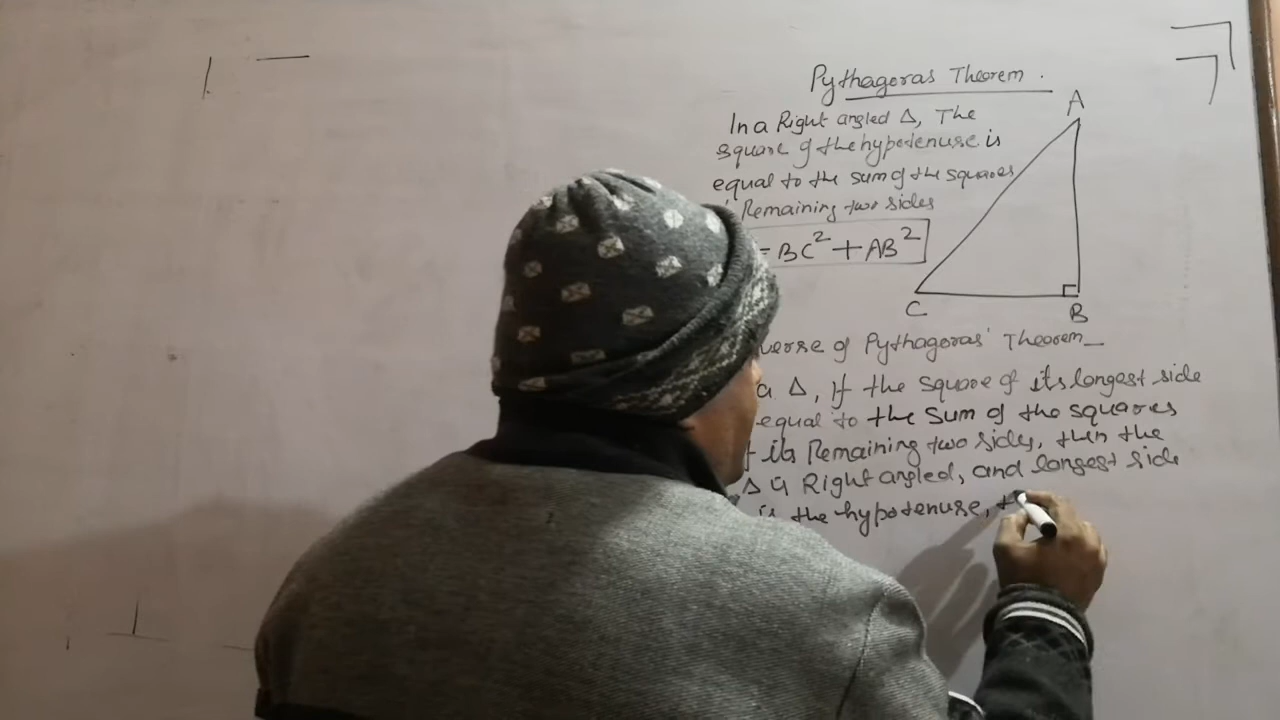 Pythagoras Theorem.
In a Right angled Δ, The
square of the hypotenuse is
equal to the sum of the squares
Remaining two sides
= BC² + AB²
A
C
B
verse of Pythagoras' Theorem_
a Δ, If the square of its longest side
equal to the sum of the squares
its Remaining two sides, then the
Δ is Right angled, and longest side
is the hypotenuse,